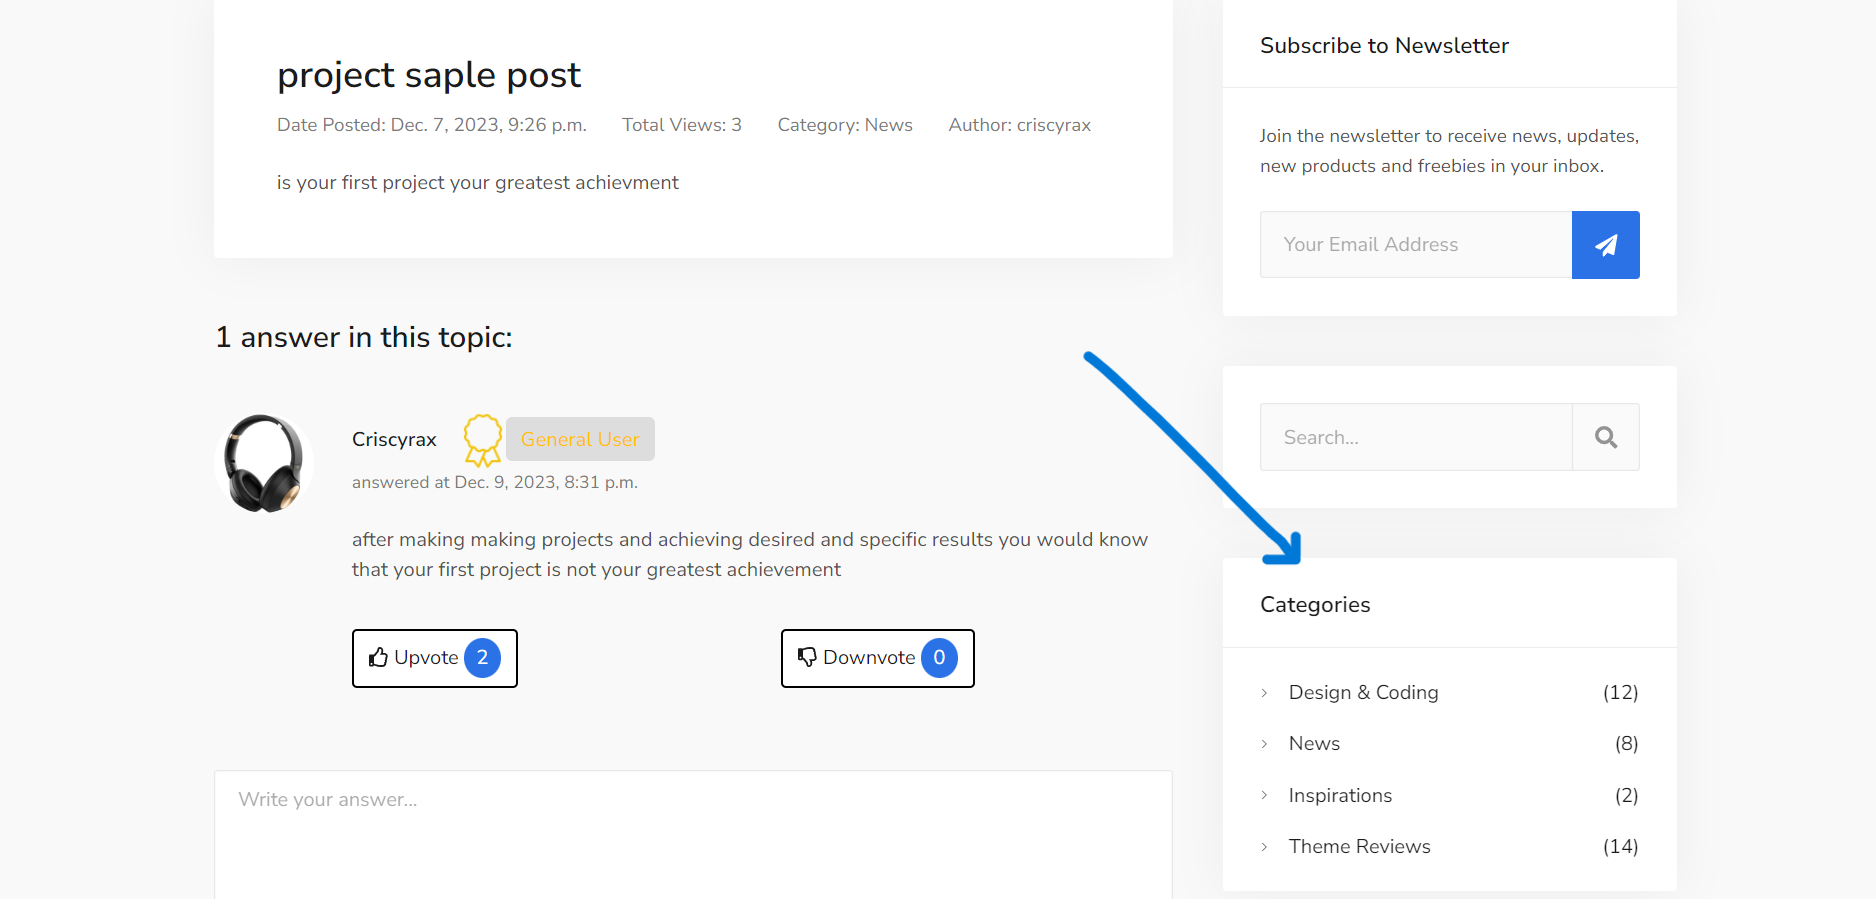 project saple post
Date Posted: Dec. 7, 2023, 9:26 p.m. Total Views: 3 Category: News Author: criscyrax
is your first project your greatest achievment
1 answer in this topic:
Criscyrax General User
answered at Dec. 9, 2023, 8:31 p.m.
after making making projects and achieving desired and specific results you would know
that your first project is not your greatest achievement
Upvote 2 Downvote 0
Write your answer...
Subscribe to Newsletter
Join the newsletter to receive news, updates,
new products and freebies in your inbox.
Your Email Address
Search...
Categories
Design & Coding (12)
News (8)
Inspirations (2)
Theme Reviews (14)